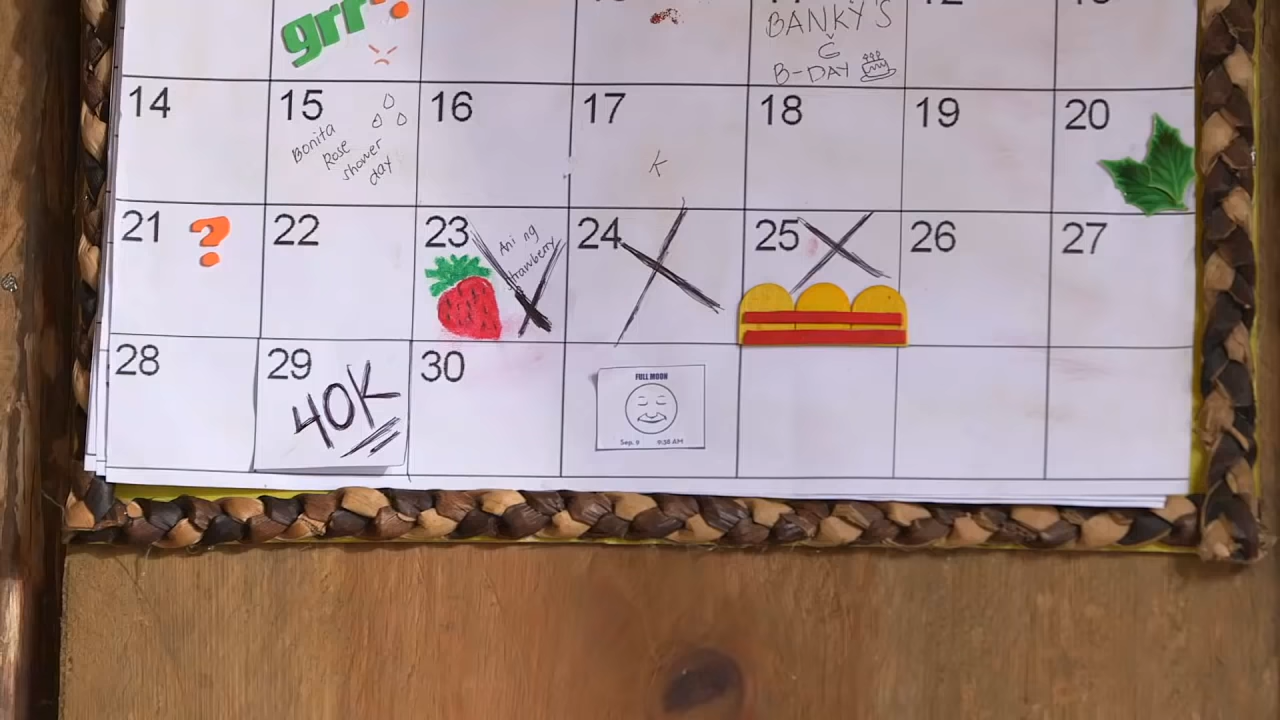 grr?
BANKY'S
G
B-DAY
14
15
Bonita
Rose
shower
day
16
17
K
18
19
20
21
?
22
23
Ani ng
strawberry
24
25
26
27
28
29
40K
30
FULL MOON
Sep. 9
9:38 AM